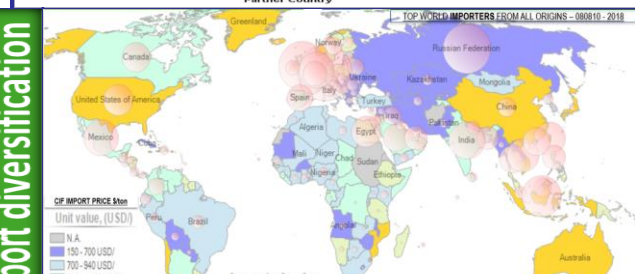 Partner Country
port diversification
TOP WORLD IMPORTERS FROM ALL ORIGINS – 080810 - 2018
Greenland
Norway
Russian Federation
Canada
Ukraine
Kazakhstan
Mongolia
United States of America
Italy
Spain
Turkey
China
Iraq
Mexico
Cuba
Algeria
Egypt
Pakistan
India
Mali
Niger
Chad
Sudan
Nigeria
Ethiopia
CIF IMPORT PRICE $/ton
Unit value, (USD/)
N.A.
150 - 700 USD/
700 - 940 USD/
Peru
Brazil
Angola
Australia